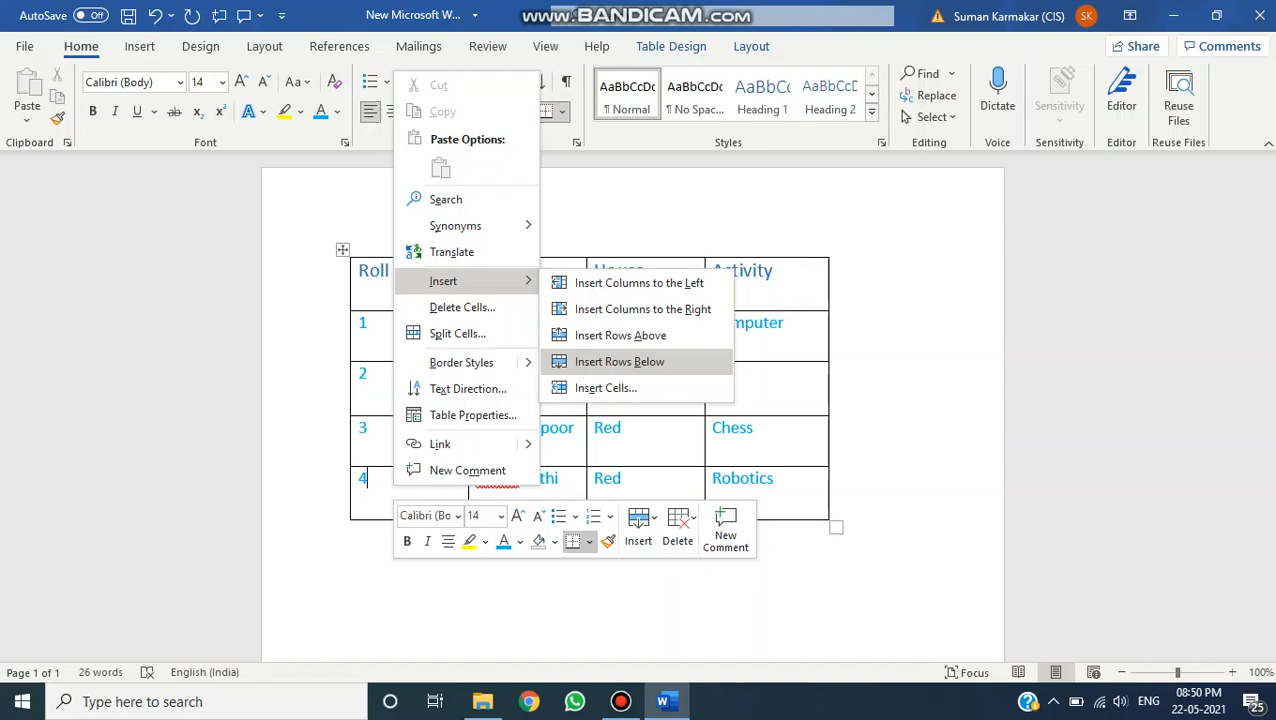 AutoSave Off
New Microsoft W...
www.BANDICAM.com
Suman Karmakar (CIS) SK
File Home Insert Design Layout References Mailings Review View Help Table Design Layout
Share Comments
Paste
Calibri (Body) 14 Aa
B I U ab x₂ x² A A
AaBbCcDc AaBbCcDc AaBbCc AaBbCcD
¶ Normal ¶ No Spac... Heading 1 Heading 2
Find
Replace
Select
Dictate
Sensitivity
Editor
Reuse
Files
Clipboard Font Styles Editing Voice Sensitivity Editor Reuse Files
Cut
Copy
Paste Options:
Search
Synonyms
Translate
Insert
Delete Cells...
Split Cells...
Border Styles
Text Direction...
Table Properties...
Link
New Comment
Insert Columns to the Left
Insert Columns to the Right
Insert Rows Above
Insert Rows Below
Insert Cells...
Roll Activity
1 mputer
2
3 poor Red Chess
4 thi Red Robotics
Calibri (Bo 14 A A
B I A
Insert Delete New
Comment
Page 1 of 1 26 words English (India) Focus 100%
Type here to search
ENG 08:50 PM
22-05-2021 25